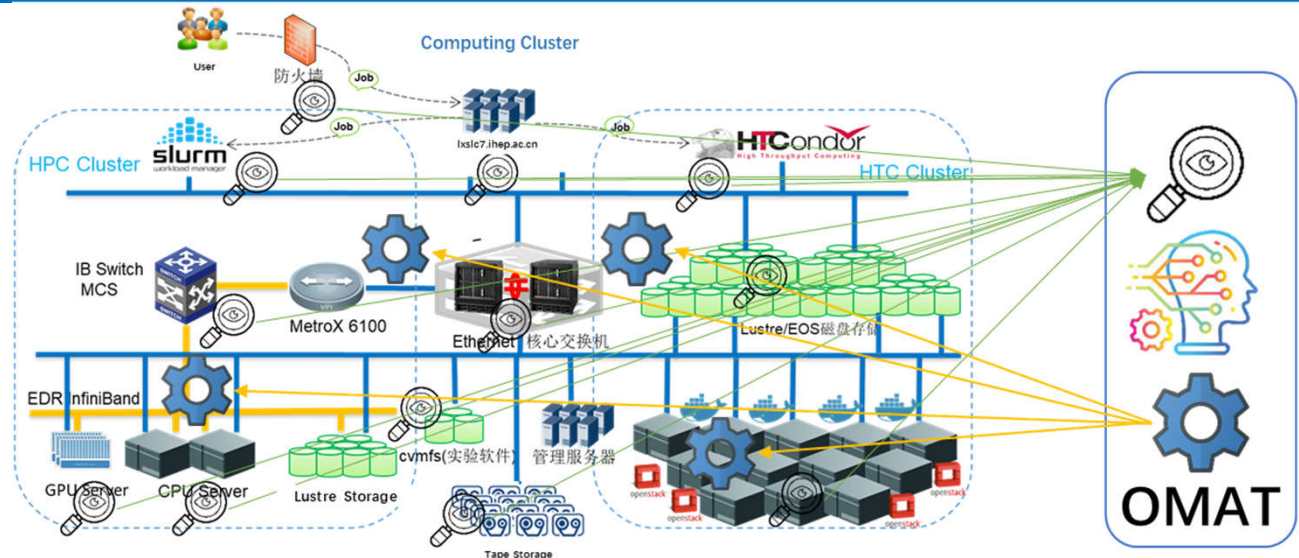 User
防火墙
Computing Cluster
Job
Job
Job
lxslc7.ihep.ac.cn
HPC Cluster
slurm
workload manager
HTCondor
High Throughput Computing
HTC Cluster
IB Switch
MCS
SWITCH
SWITCH
VPI
MetroX 6100
Ethernet 核心交换机
Lustre/EOS磁盘存储
EDR InfiniBand
GPU Server
CPU Server
Lustre Storage
cvmfs(实验软件)
管理服务器
Tape Storage
openstack
openstack
openstack
openstack
OMAT